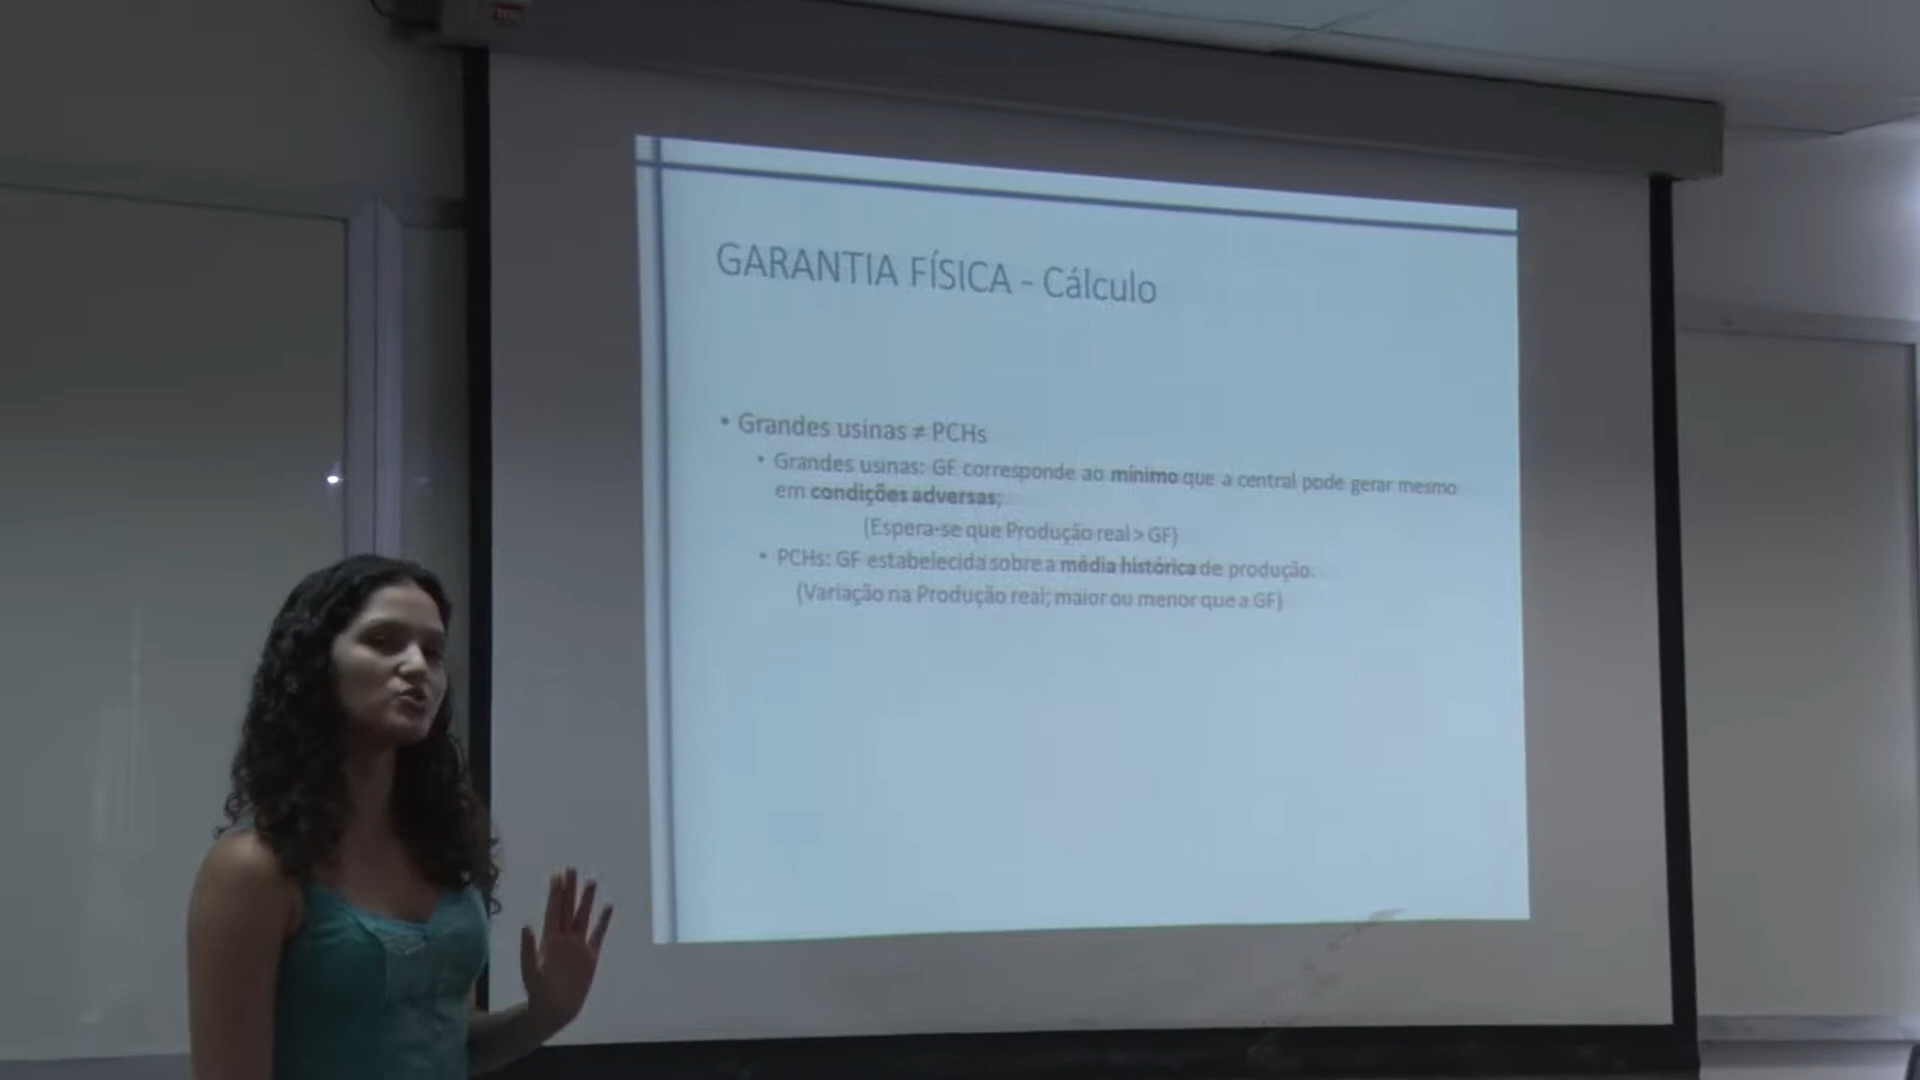 GARANTIA FÍSICA - Cálculo
• Grandes usinas ≠ PCHs
• Grandes usinas: GF corresponde ao mínimo que a central pode gerar mesmo
em condições adversas;
(Espera-se que Produção real > GF)
• PCHs: GF estabelecida sobre a média histórica de produção.
(Variação na Produção real; maior ou menor que a GF)